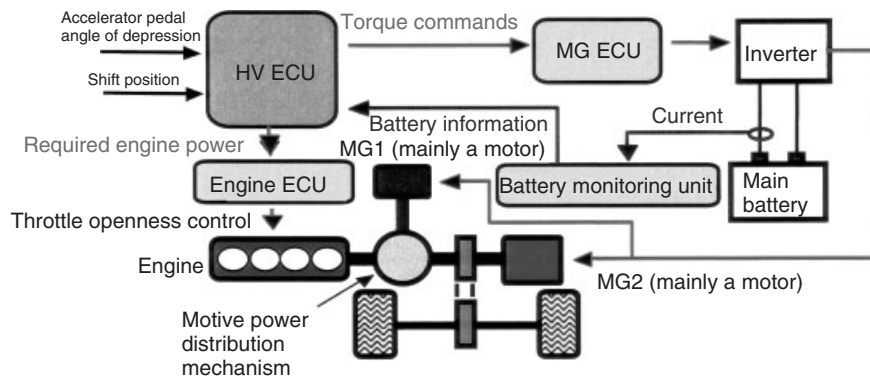 Accelerator pedal
angle of depression
Shift position
HV ECU
Torque commands
MG ECU
Inverter
Required engine power
Battery information
MG1 (mainly a motor)
Current
Engine ECU
Battery monitoring unit
Main
battery
Throttle openness control
Engine
MG2 (mainly a motor)
Motive power
distribution
mechanism